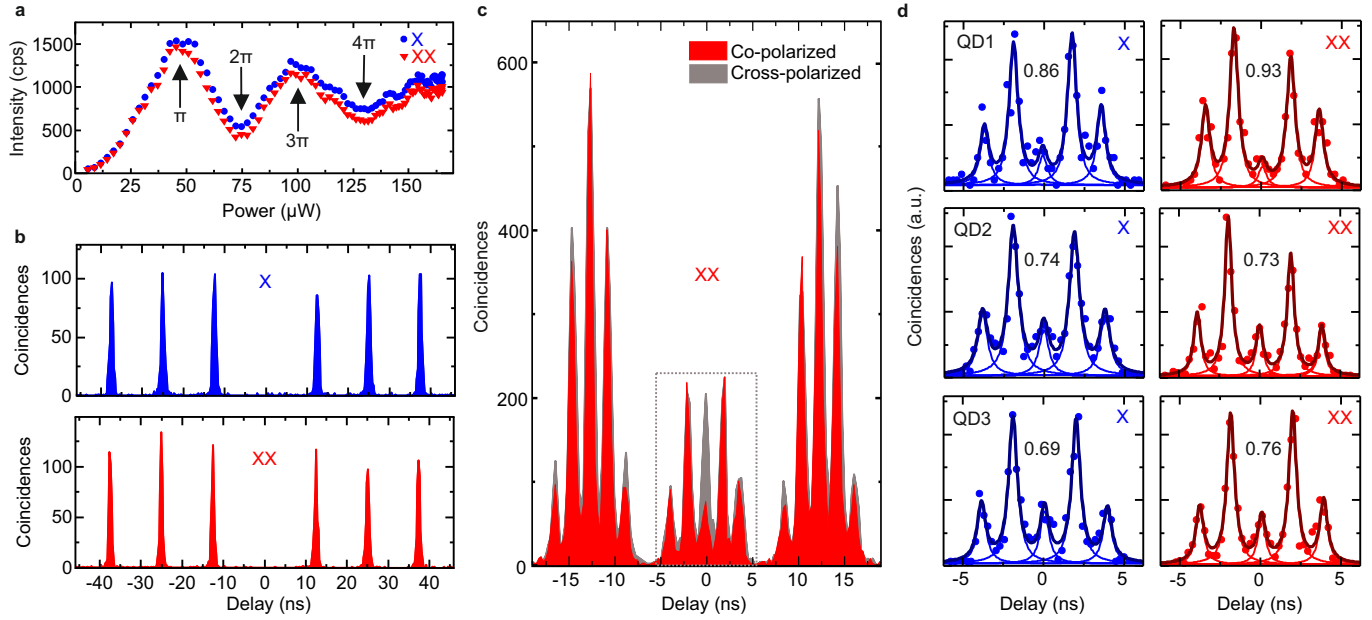 a
Intensity (cps)
1500
1000
500
0
X
XX
π
2π
3π
4π
0 25 50 75 100 125 150
Power (µW)
b
Coincidences
100
50
0
X
Coincidences
100
50
0
XX
-40 -30 -20 -10 0 10 20 30 40
Delay (ns)
c
Coincidences
600
400
200
0
Co-polarized
Cross-polarized
XX
-15 -10 -5 0 5 10 15
Delay (ns)
d
Coincidences (a.u.)
QD1 0.86 X
0.93 XX
QD2 0.74 X
0.73 XX
QD3 0.69 X
0.76 XX
-5 0 5
-5 0 5
Delay (ns)
Delay (ns)